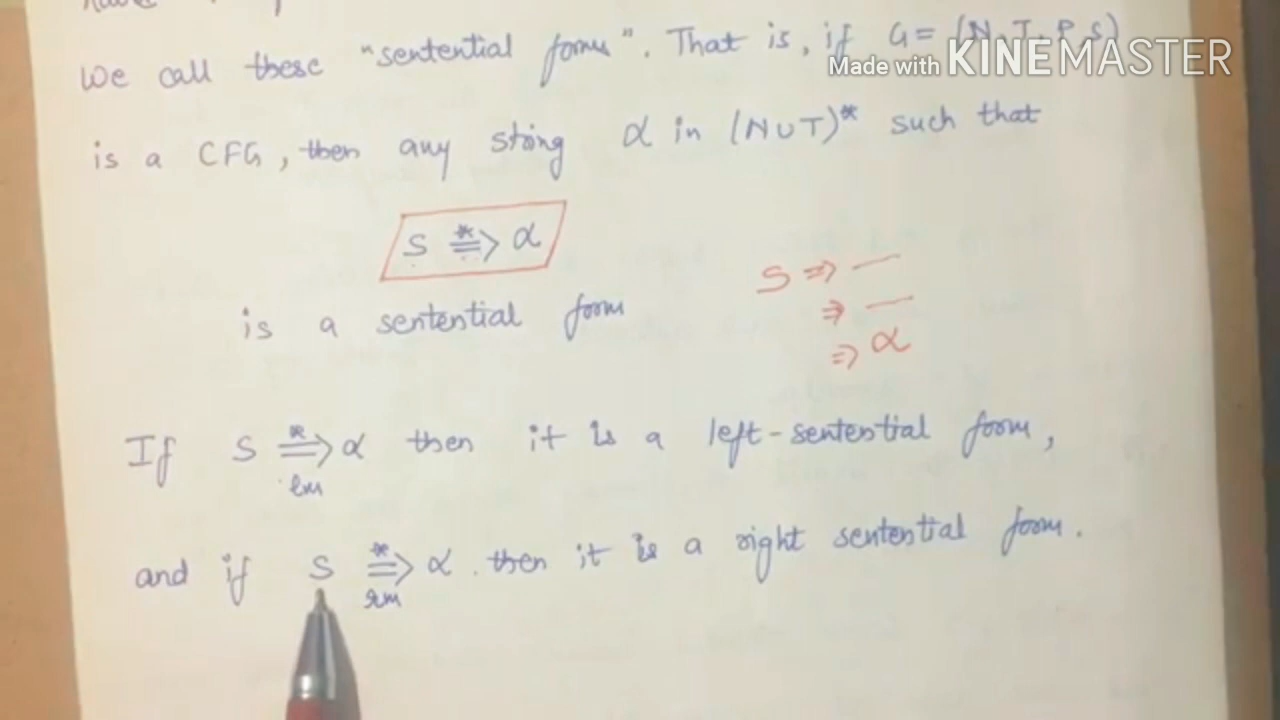 We call these "sentential forms". That is, if G = (N, T, P, S)
Made with KINEMASTER
is a CFG, then any string α in (N∪T)* such that
S *⇒ α
S ⇒ —
⇒ —
⇒ α
is a sentential form
If S *⇒ lm α then it is a left-sentential form,
and if S *⇒ rm α . then it is a right sentential form.